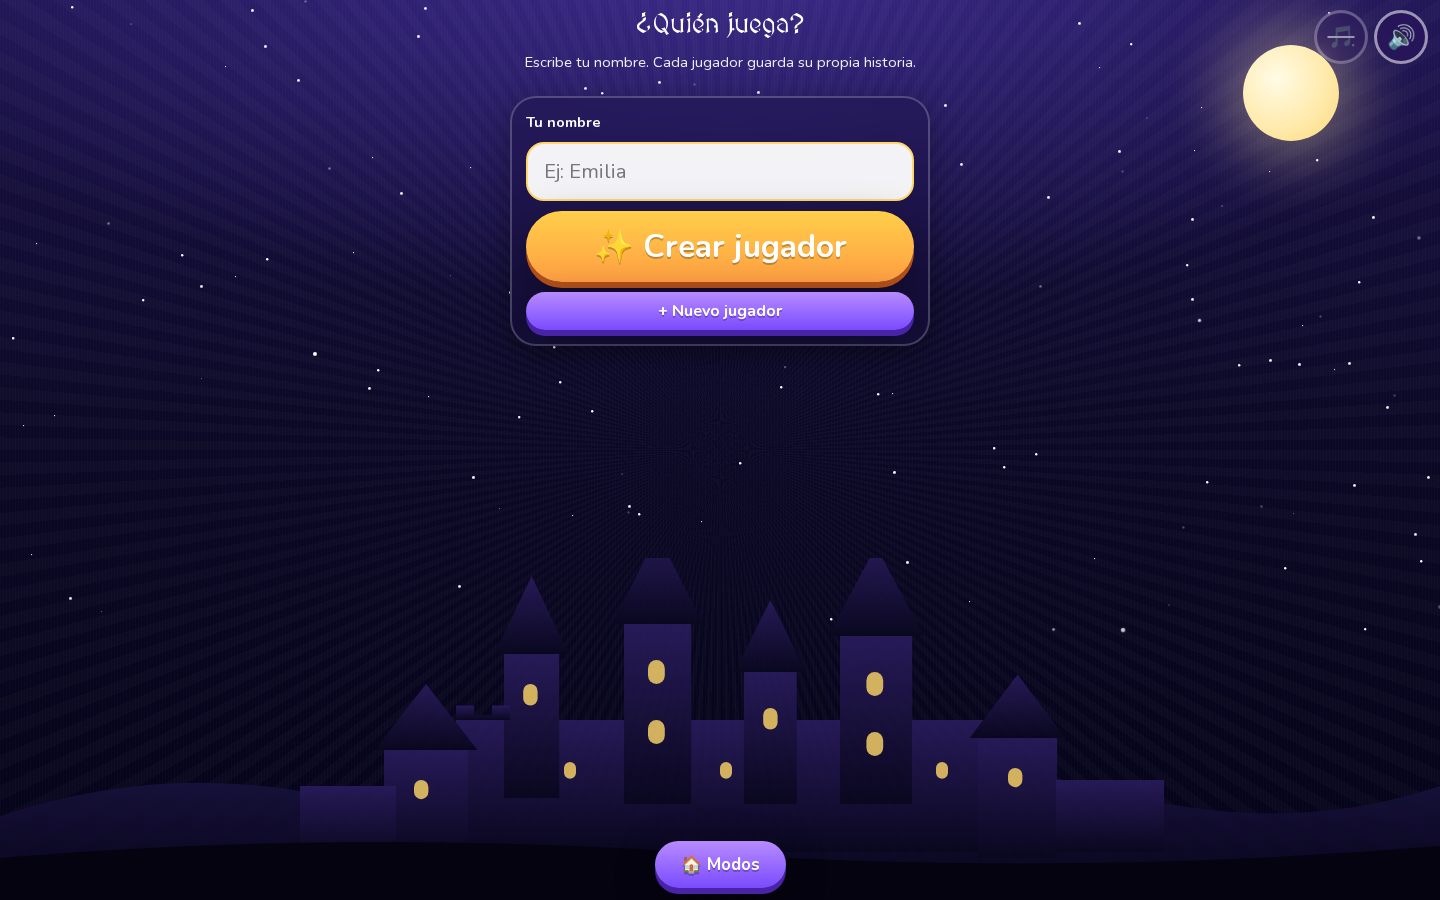 ¿Quién juega?
Escribe tu nombre. Cada jugador guarda su propia historia.
Tu nombre
Ej: Emilia
✨ Crear jugador
+ Nuevo jugador
🏠 Modos